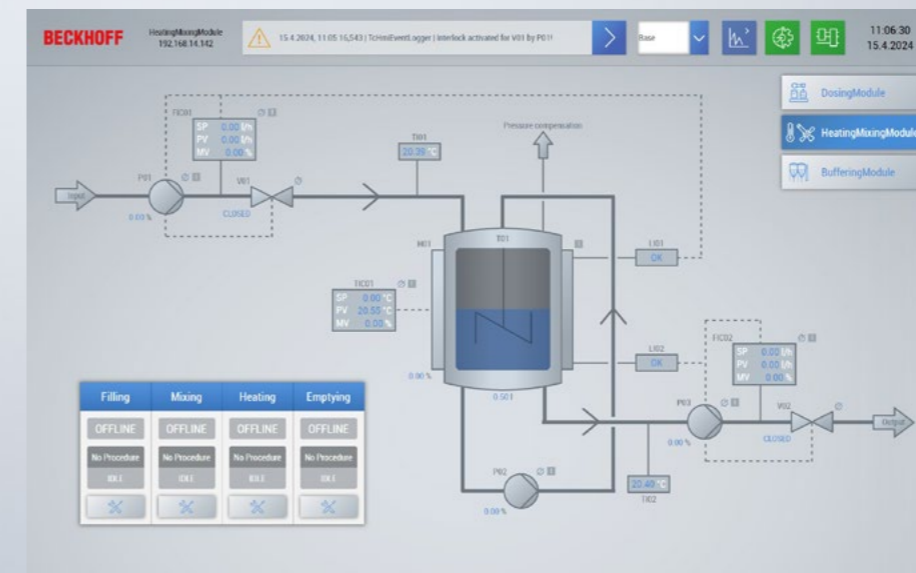 BECKHOFF
HeatingMixingModule
192.168.14.142
15.4.2024, 11:05:16,543 | TcHmiEventLogger | Interlock activated for V01 by P01!
Base
11:06:30
15.4.2024
DosingModule
HeatingMixingModule
BufferingModule
FIC01
SP 0.00 l/h
PV 0.00 l/h
MV 0.00 %
TI01
20.39 °C
Pressure compensation
Input
P01
0.00 %
V01
CLOSED
M01
T01
LI01
OK
TIC01
SP 0.00 °C
PV 20.55 °C
MV 0.00 %
LI02
OK
FIC02
SP 0.00 l/h
PV 0.00 l/h
MV 0.00 %
0.00 %
0.50 l
P03
0.00 %
V02
CLOSED
Output
Filling Mixing Heating Emptying
OFFLINE OFFLINE OFFLINE OFFLINE
No Procedure No Procedure No Procedure No Procedure
IDLE IDLE IDLE IDLE
P02
0.00 %
20.40 °C
TI02